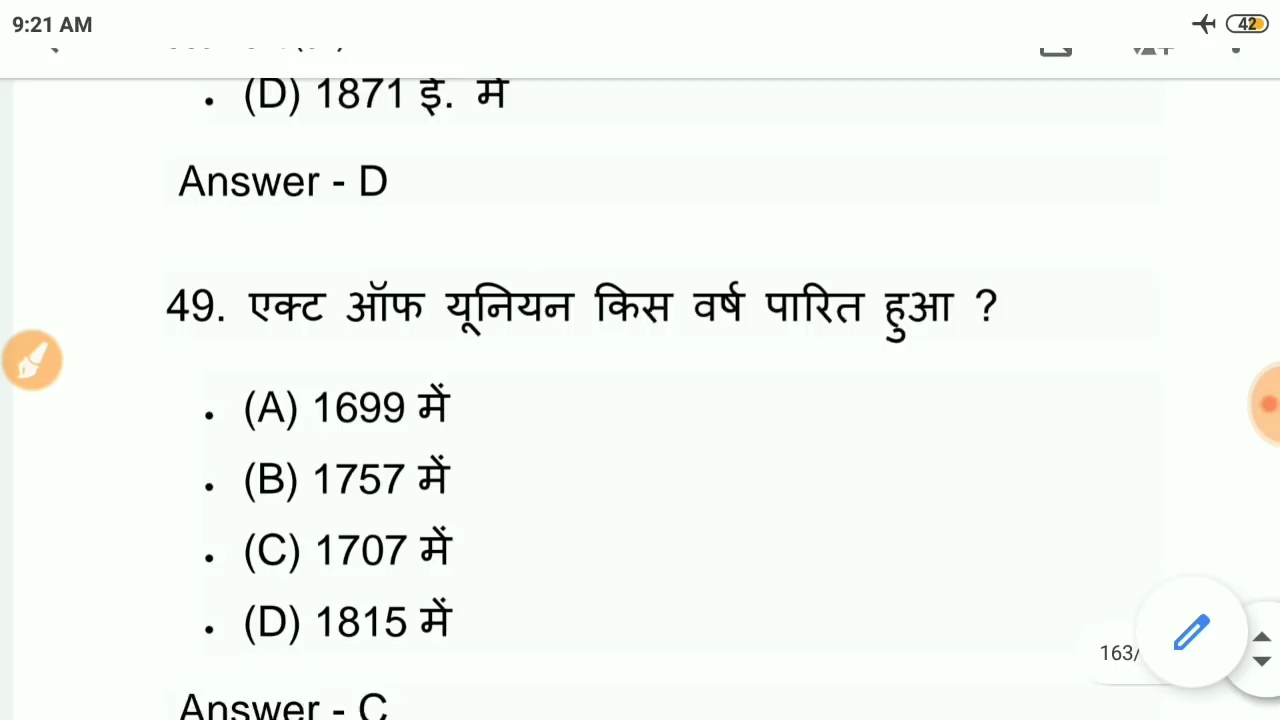 9:21 AM
42
(D) 1871 ई. में
Answer - D
49. एक्ट ऑफ यूनियन किस वर्ष पारित हुआ ?
(A) 1699 में
(B) 1757 में
(C) 1707 में
(D) 1815 में
163/
Answer - C